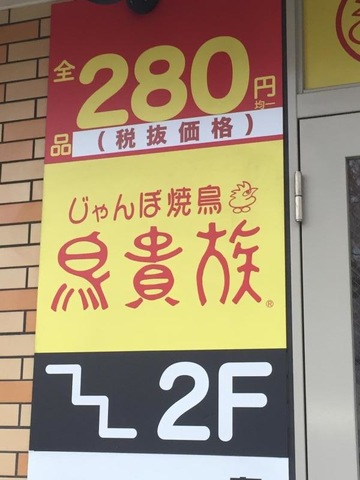 全品280円均一
(税抜価格)
じゃんぼ焼鳥
鳥貴族®
2F